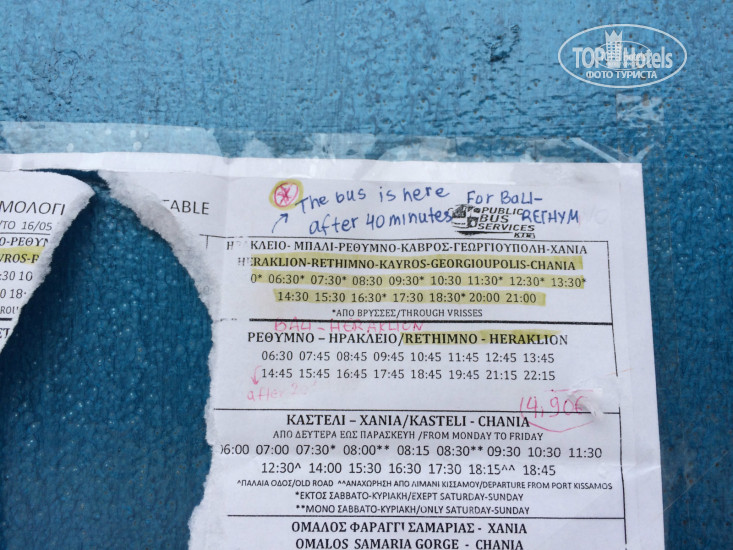 TOPHotels
ФОТО ТУРИСТА
The bus is here For BALI-
after 40 minutes RETHYM
PUBLIC
BUS
SERVICES
ΜΟΛΟΓΙ
TABLE
16/05
ΚΛΕΙΟ-ΜΠΑΛΙ-ΡΕΘΥΜΝΟ-ΚΑΒΡΟΣ-ΓΕΩΡΓΙΟΥΠΟΛΗ-ΧΑΝΙΑ
HERAKLION-RETHIMNO-KAVROS-GEORGIOUPOLIS-CHANIA
0 06:30* 07:30* 08:30 09:30* 10:30 11:30* 12:30* 13:30*
14:30 15:30 16:30* 17:30 18:30* 20:00 21:00
*ΑΠΟ ΒΡΥΣΣΕΣ/THROUGH VRISSES
BALI - HERAKLION
ΡΕΘΥΜΝΟ – ΗΡΑΚΛΕΙΟ/RETHIMNO - HERAKLION
06:30 07:45 08:45 09:45 10:45 11:45 12:45 13:45
14:45 15:45 16:45 17:45 18:45 19:45 21:15 22:15
after
14,90€
ΚΑΣΤΕΛΙ – ΧΑΝΙΑ/KASTELI - CHANIA
ΑΠΟ ΔΕΥΤΕΡΑ ΕΩΣ ΠΑΡΑΣΚΕΥΗ /FROM MONDAY TO FRIDAY
06:00 07:00 07:30* 08:00** 08:15 08:30** 09:30 10:30 11:30
12:30^ 14:00 15:30 16:30 17:30 18:15^^ 18:45
^ΠΑΛΑΙΑ ΟΔΟΣ/OLD ROAD ^^ΑΝΑΧΩΡΗΣΗ ΑΠΟ ΛΙΜΑΝΙ ΚΙΣΣΑΜΟΥ/DEPARTURE FROM PORT KISSAMOS
*ΕΚΤΟΣ ΣΑΒΒΑΤΟ-ΚΥΡΙΑΚΗ/EXEPT SATURDAY-SUNDAY
**ΜΟΝΟ ΣΑΒΒΑΤΟ-ΚΥΡΙΑΚΗ/ONLY SATURDAY-SUNDAY
ΟΜΑΛΟΣ ΦΑΡΑΓΓΙ ΣΑΜΑΡΙΑΣ - ΧΑΝΙΑ
OMALOS SAMARIA GORGE - CHANIA